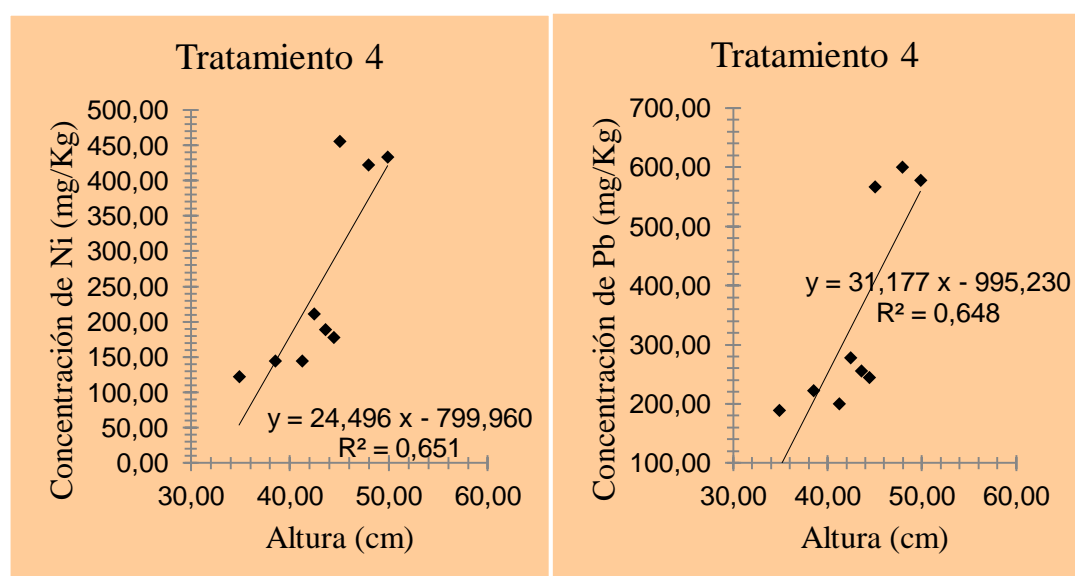 Tratamiento 4
Concentración de Ni (mg/Kg)
500,00
450,00
400,00
350,00
300,00
250,00
200,00
150,00
100,00
50,00
0,00
y = 24,496 x - 799,960
R² = 0,651
30,00 40,00 50,00 60,00
Altura (cm)
Tratamiento 4
Concentración de Pb (mg/Kg)
700,00
600,00
500,00
400,00
300,00
200,00
100,00
y = 31,177 x - 995,230
R² = 0,648
30,00 40,00 50,00 60,00
Altura (cm)